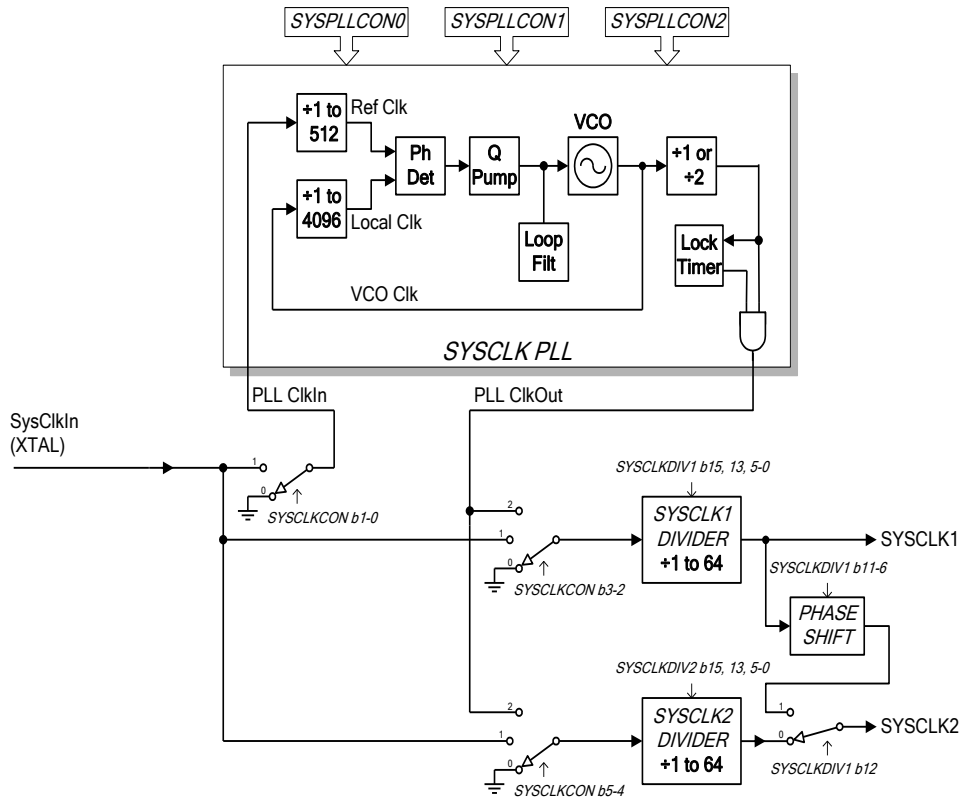 SYSPLLCON0 SYSPLLCON1 SYSPLLCON2
+1 to
512
Ref Clk
+1 to
4096
Local Clk
Ph
Det
Q
Pump
Loop
Filt
VCO
+1 or
+2
Lock
Timer
VCO Clk
SYSCLK PLL
PLL ClkIn
PLL ClkOut
SysClkIn
(XTAL)
1
0
SYSCLKCON b1-0
2
1
0
SYSCLKCON b3-2
SYSCLKDIV1 b15, 13, 5-0
SYSCLK1
DIVIDER
+1 to 64
SYSCLK1
SYSCLKDIV1 b11-6
PHASE
SHIFT
2
1
0
SYSCLKCON b5-4
SYSCLKDIV2 b15, 13, 5-0
SYSCLK2
DIVIDER
+1 to 64
1
0
SYSCLK2
SYSCLKDIV1 b12